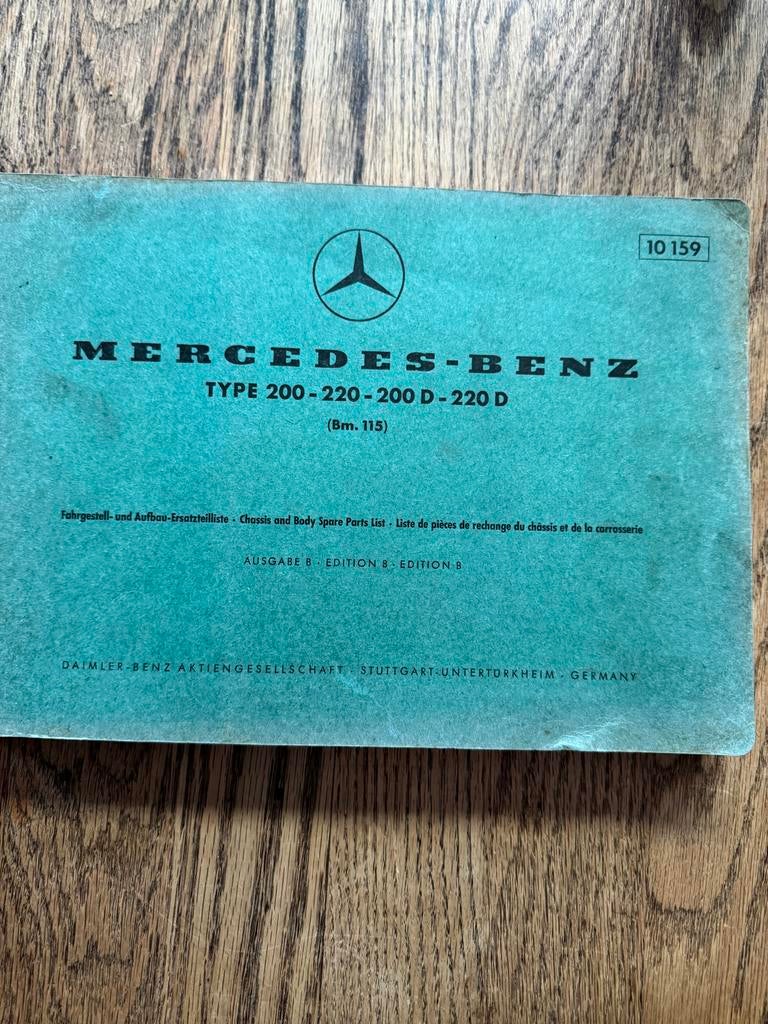 10 159
MERCEDES-BENZ
TYPE 200 - 220 - 200 D - 220 D
(Bm. 115)
Fahrgestell- und Aufbau-Ersatzteilliste · Chassis and Body Spare Parts List · Liste de pièces de rechange du châssis et de la carrosserie
AUSGABE B · EDITION B · EDITION B
DAIMLER-BENZ AKTIENGESELLSCHAFT · STUTTGART-UNTERTÜRKHEIM · GERMANY